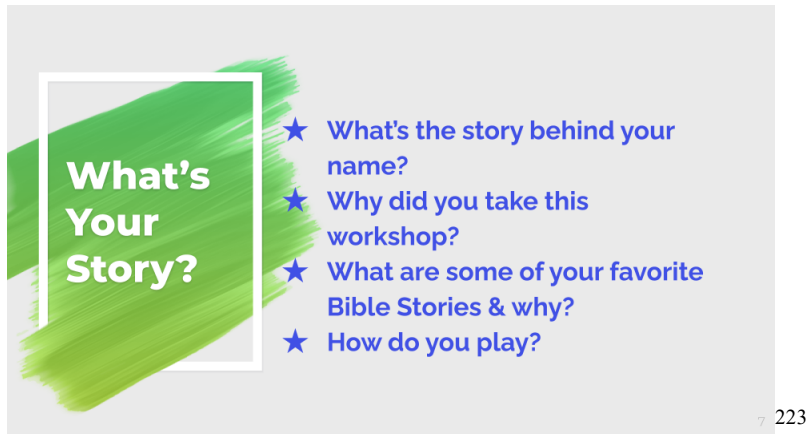 What's
Your
Story?
★ What's the story behind your
name?
★ Why did you take this
workshop?
★ What are some of your favorite
Bible Stories & why?
★ How do you play?
7
223